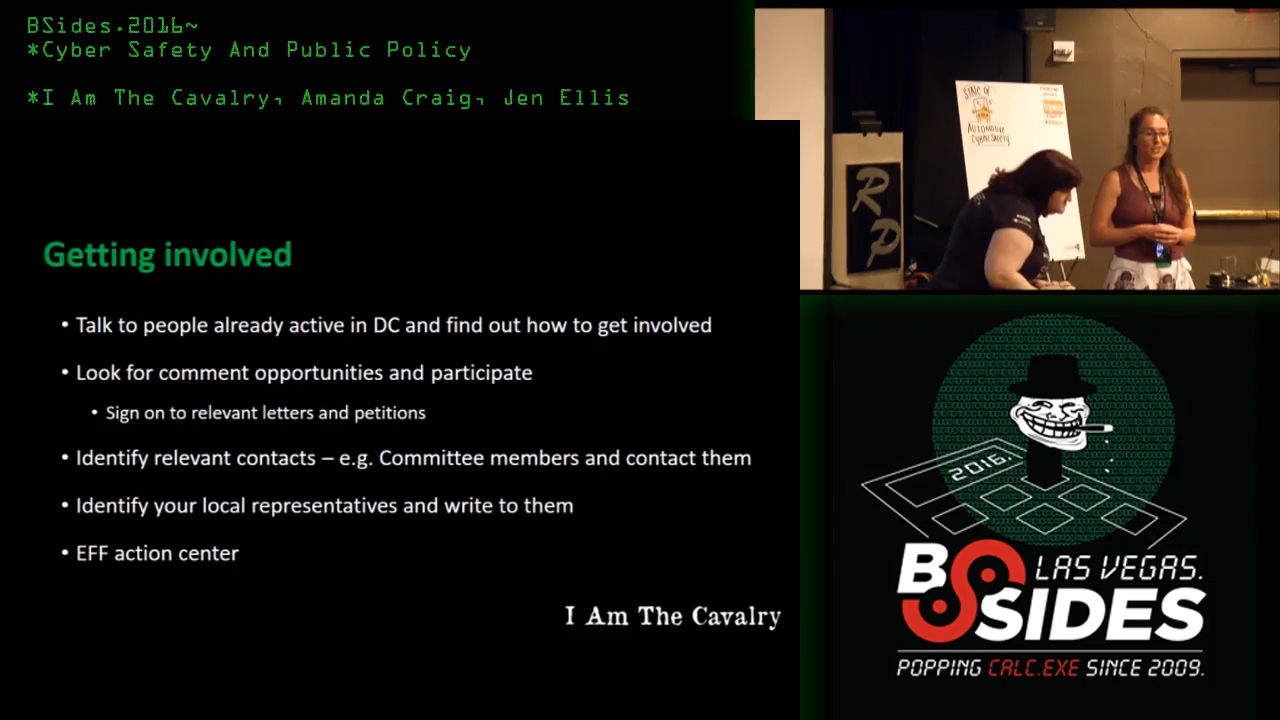 BSides.2016~
*Cyber Safety And Public Policy
*I Am The Cavalry, Amanda Craig, Jen Ellis
AUTOMOTIVE
CYBER SAFETY
RP
Getting involved
• Talk to people already active in DC and find out how to get involved
• Look for comment opportunities and participate
• Sign on to relevant letters and petitions
• Identify relevant contacts – e.g. Committee members and contact them
• Identify your local representatives and write to them
• EFF action center
I Am The Cavalry
2016.
BSIDES
LAS VEGAS.
POPPING CALC.EXE SINCE 2009.